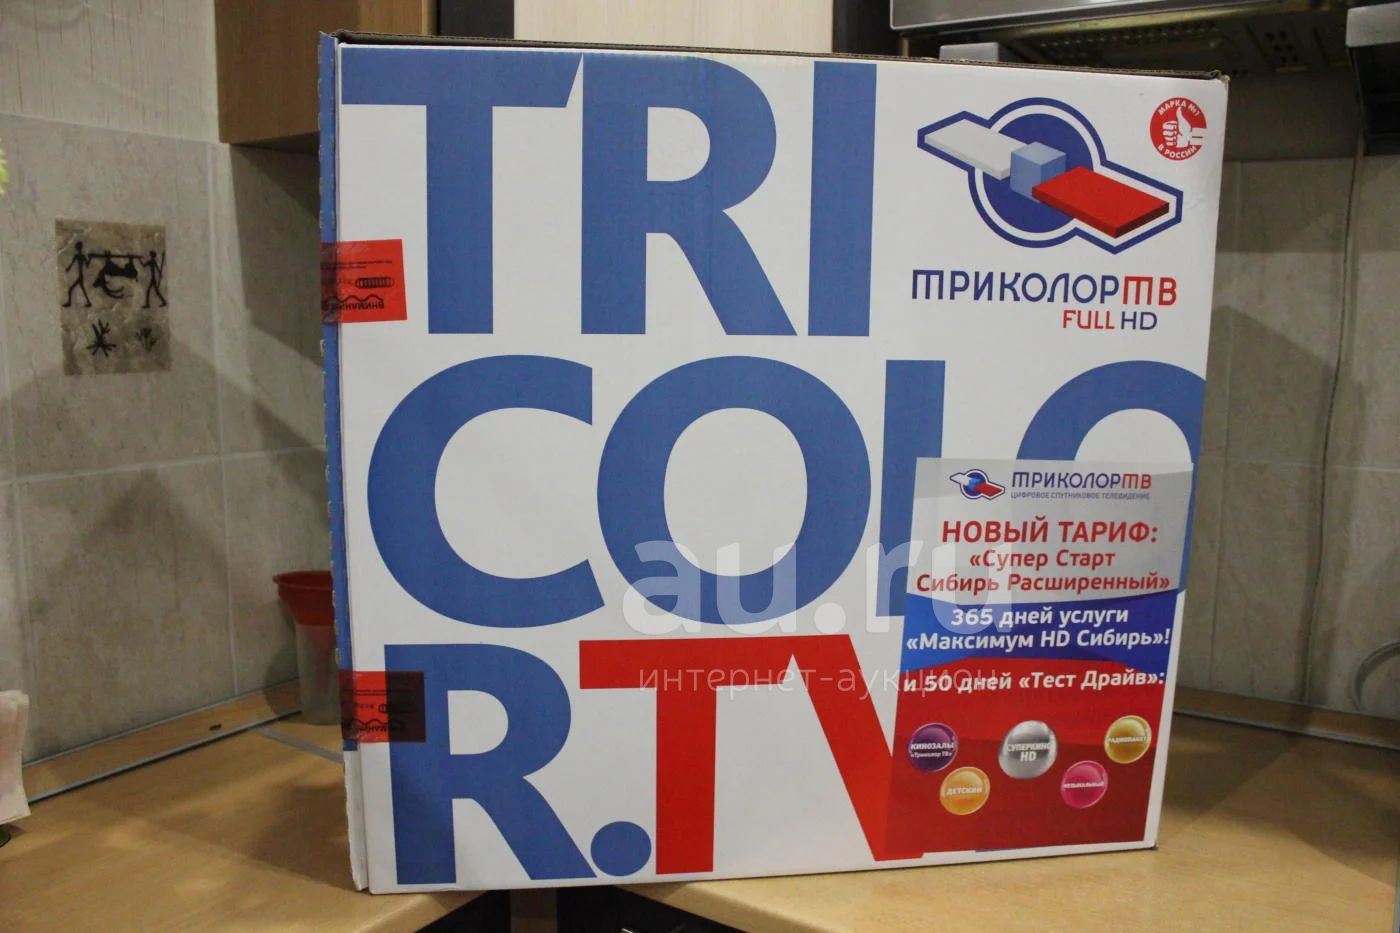 TRI
COLO
R.TV
МАРКА №1
В РОССИИ
ТРИКОЛОР ТВ
FULL HD
ТРИКОЛОР ТВ
ЦИФРОВОЕ СПУТНИКОВОЕ ТЕЛЕВИДЕНИЕ
НОВЫЙ ТАРИФ:
«Супер Старт
Сибирь Расширенный»
365 дней услуги
«Максимум HD Сибирь»!
и 50 дней «Тест Драйв»:
КИНОЗАЛЫ
«Триколор ТВ»
СУПЕРКИНО
HD
РАДИОПАКЕТ
ДЕТСКИЙ
МУЗЫКАЛЬНЫЙ
au.ru
интернет-аукцион